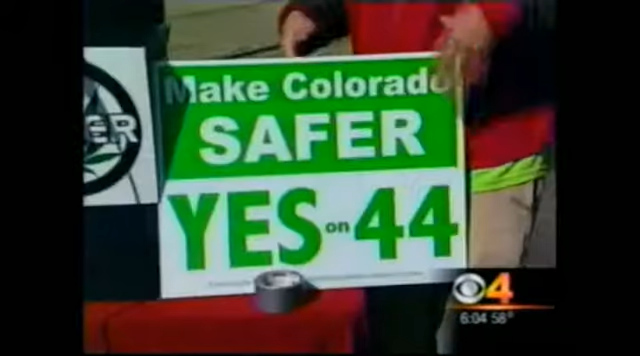 Make Colorado
SAFER
YES on 44
ER
4
6:04 58°